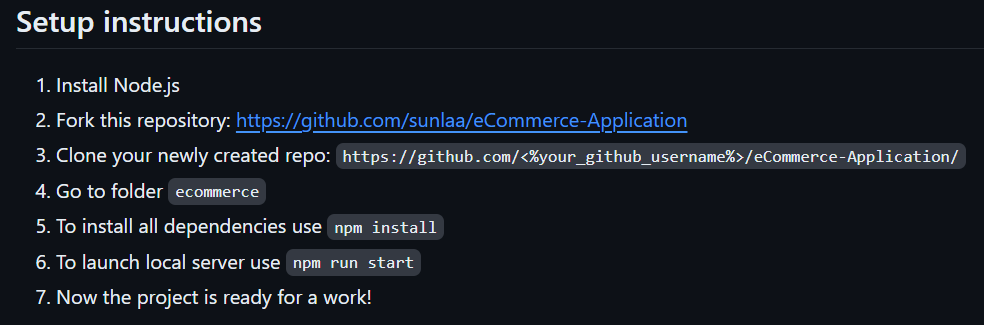 Setup instructions
1. Install Node.js
2. Fork this repository: https://github.com/sunlaa/eCommerce-Application
3. Clone your newly created repo: https://github.com/<%your_github_username%>/eCommerce-Application/
4. Go to folder ecommerce
5. To install all dependencies use npm install
6. To launch local server use npm run start
7. Now the project is ready for a work!